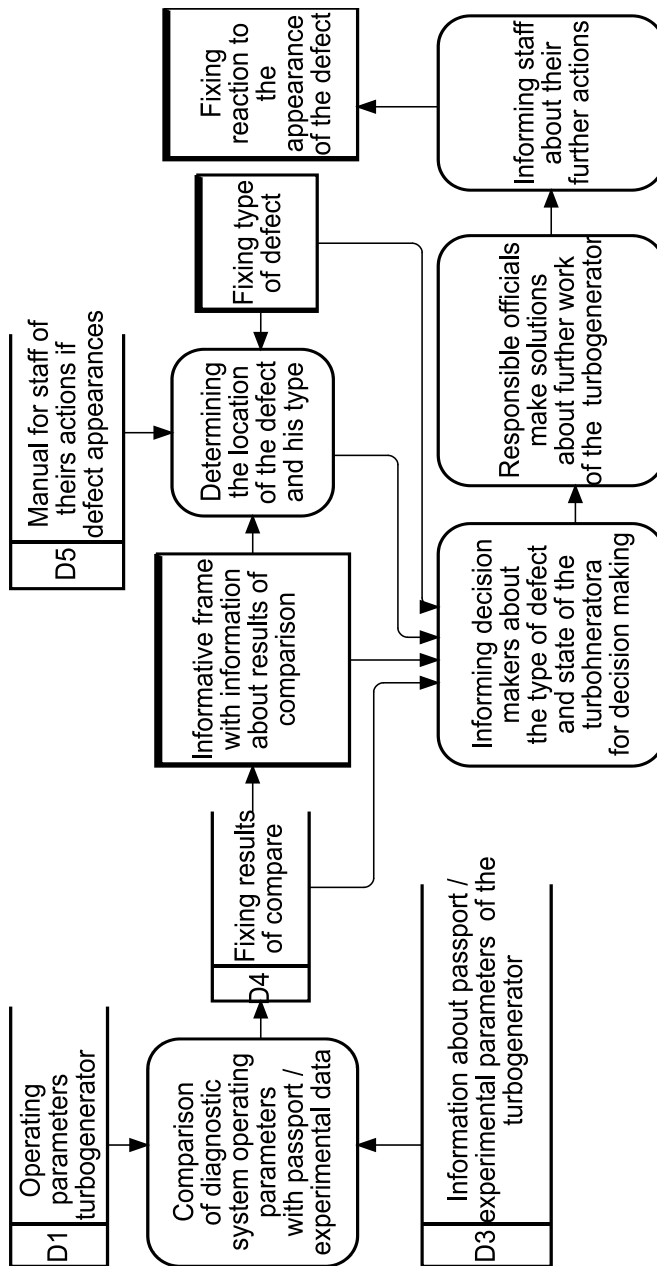 D1
Operating
parameters
turbogenerator
Comparison
of diagnostic
system operating
parameters
with passport /
experimental data
D3
Information about passport /
experimental parameters of the
turbogenerator
D4
Fixing results
of compare
Informative frame
with information
about results of
comparison
D5
Manual for staff of
theirs actions if
defect appearances
Determining
the location
of the defect
and his type
Fixing type
of defect
Informing decision
makers about
the type of defect
and state of the
turbohneratora
for decision making
Responsible officials
make solutions
about further work
of the turbogenerator
Informing staff
about their
further actions
Fixing
reaction to
the
appearance
of the defect